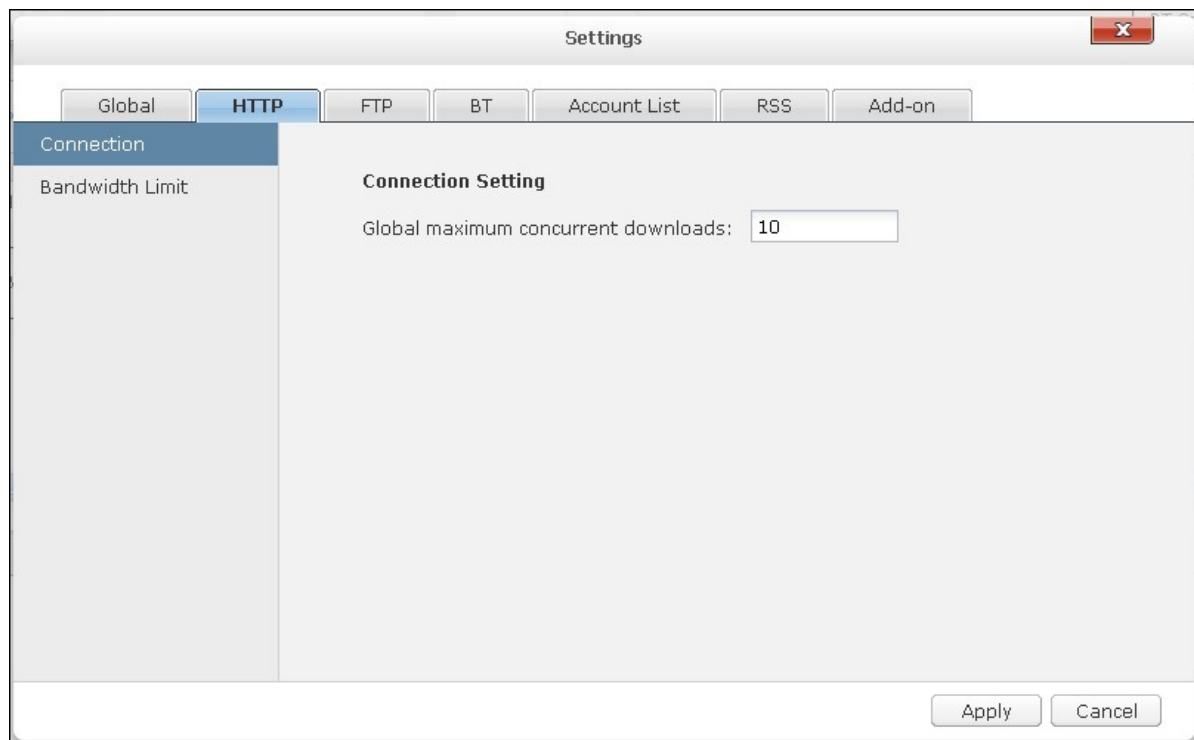 Settings
X
Global HTTP FTP BT Account List RSS Add-on
Connection
Bandwidth Limit
Connection Setting
Global maximum concurrent downloads: 10
Apply Cancel